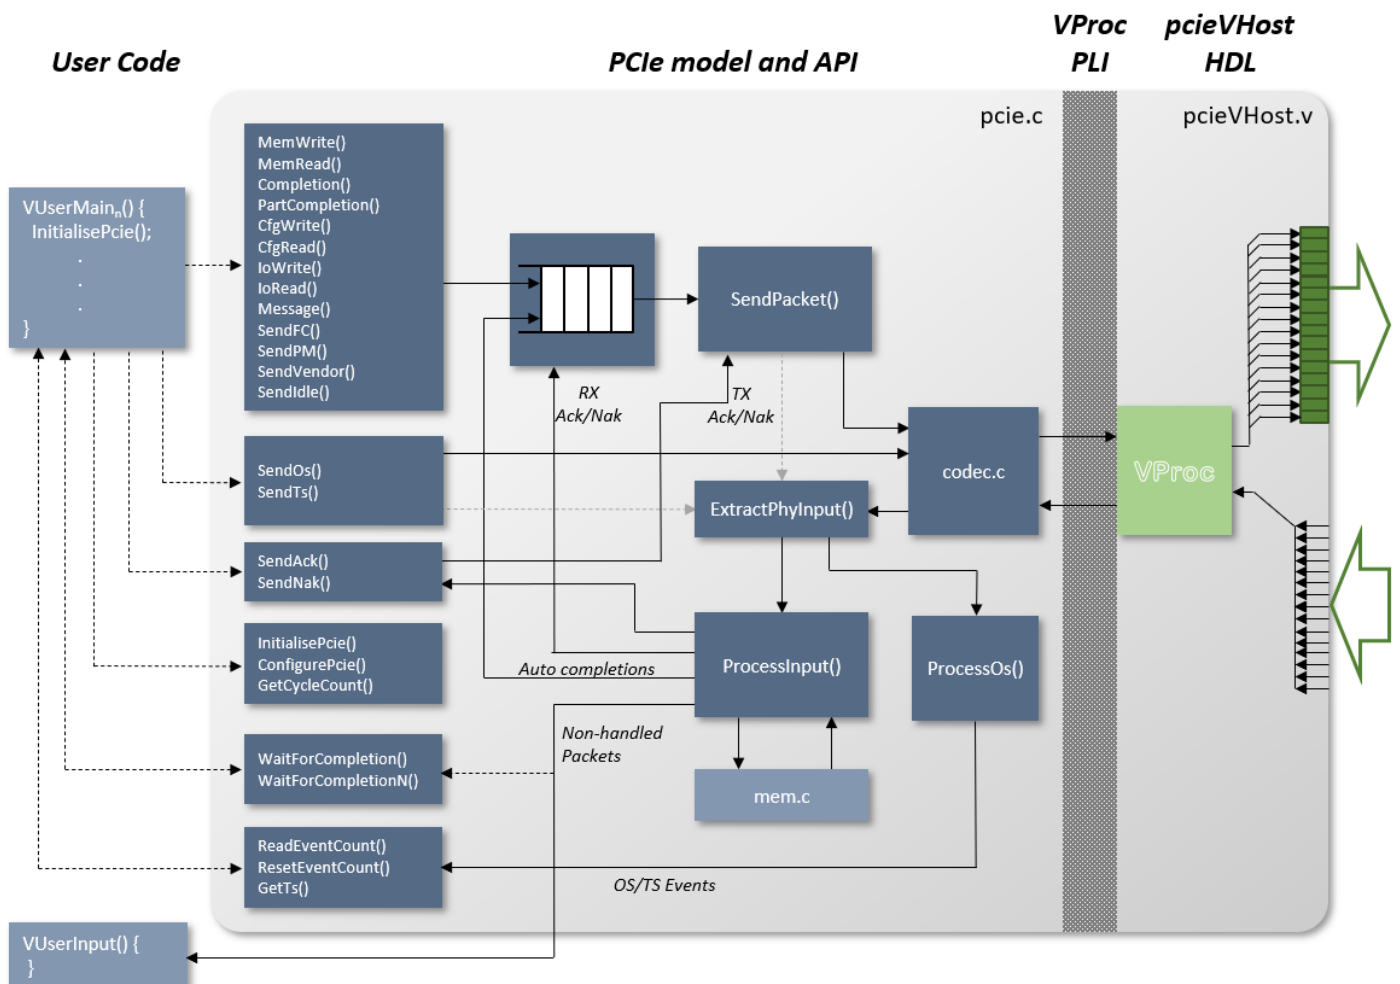 User Code
PCIe model and API
VProc
PLI
pcieVHost
HDL
pcie.c
pcieVHost.v
VUserMainn() {
InitialisePcie();
.
.
.
}
MemWrite()
MemRead()
Completion()
PartCompletion()
CfgWrite()
CfgRead()
IoWrite()
IoRead()
Message()
SendFC()
SendPM()
SendVendor()
SendIdle()
SendPacket()
RX
Ack/Nak
TX
Ack/Nak
SendOs()
SendTs()
codec.c
VProc
ExtractPhyInput()
SendAck()
SendNak()
InitialisePcie()
ConfigurePcie()
GetCycleCount()
Auto completions
ProcessInput()
ProcessOs()
Non-handled
Packets
WaitForCompletion()
WaitForCompletionN()
mem.c
ReadEventCount()
ResetEventCount()
GetTs()
OS/TS Events
VUserInput() {
}